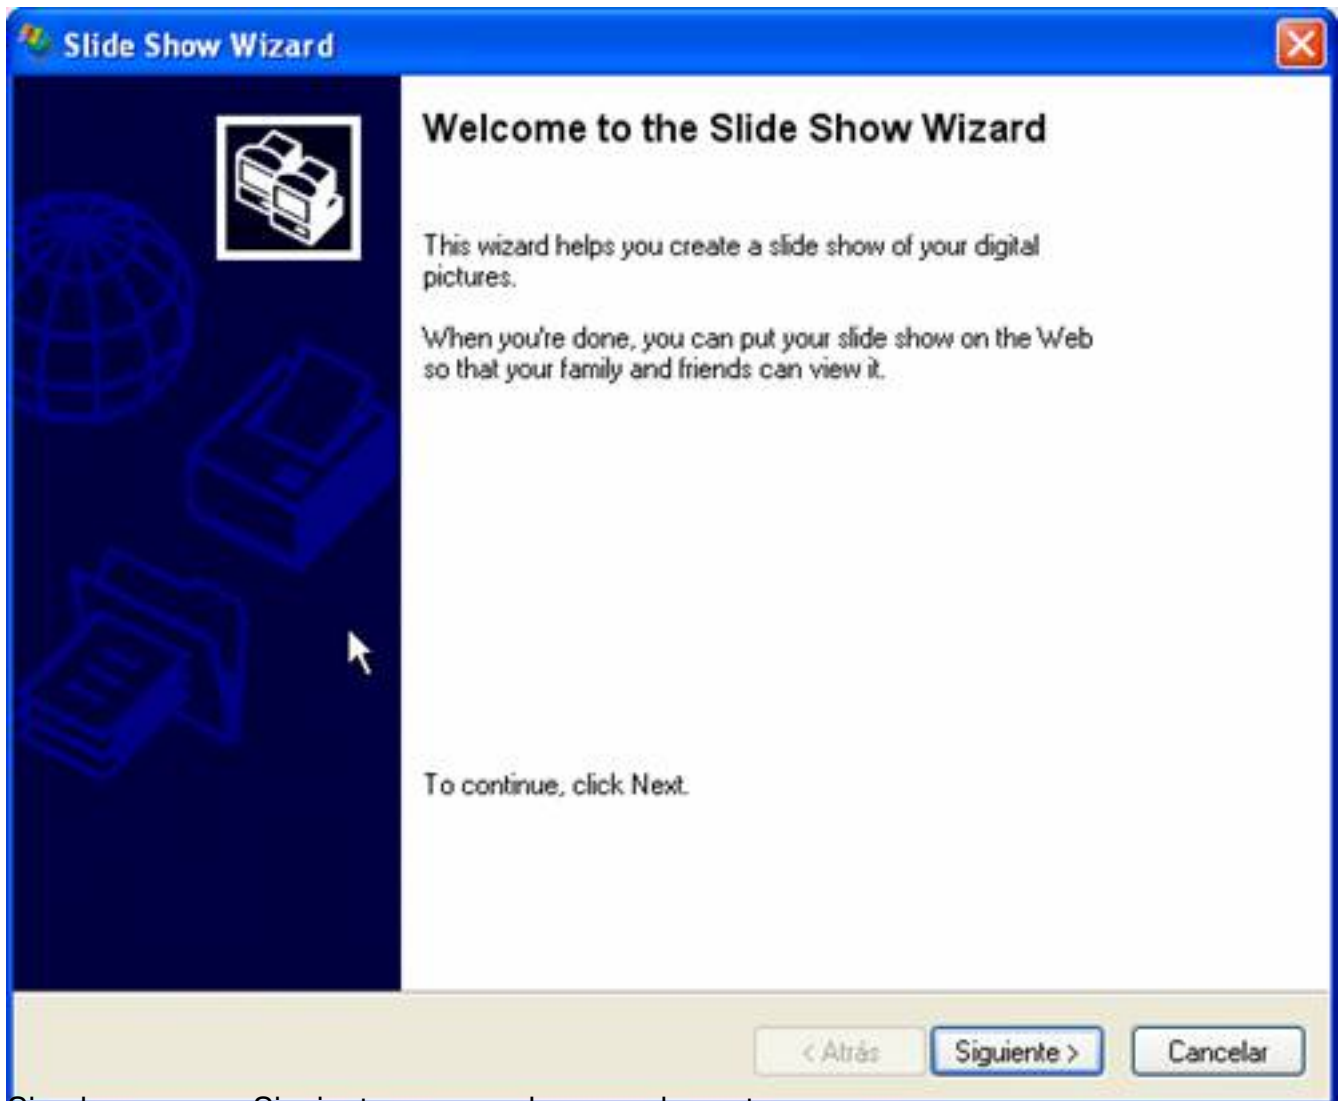 Slide Show Wizard
Welcome to the Slide Show Wizard
This wizard helps you create a slide show of your digital
pictures.
When you're done, you can put your slide show on the Web
so that your family and friends can view it.
To continue, click Next.
< Atrás
Siguiente >
Cancelar